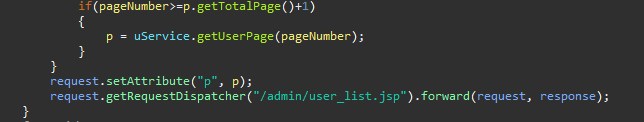 if(pageNumber>=p.getTotalPage()+1)
{
p = uService.getUserPage(pageNumber);
}
}
request.setAttribute("p", p);
request.getRequestDispatcher("/admin/user_list.jsp").forward(request, response);
}